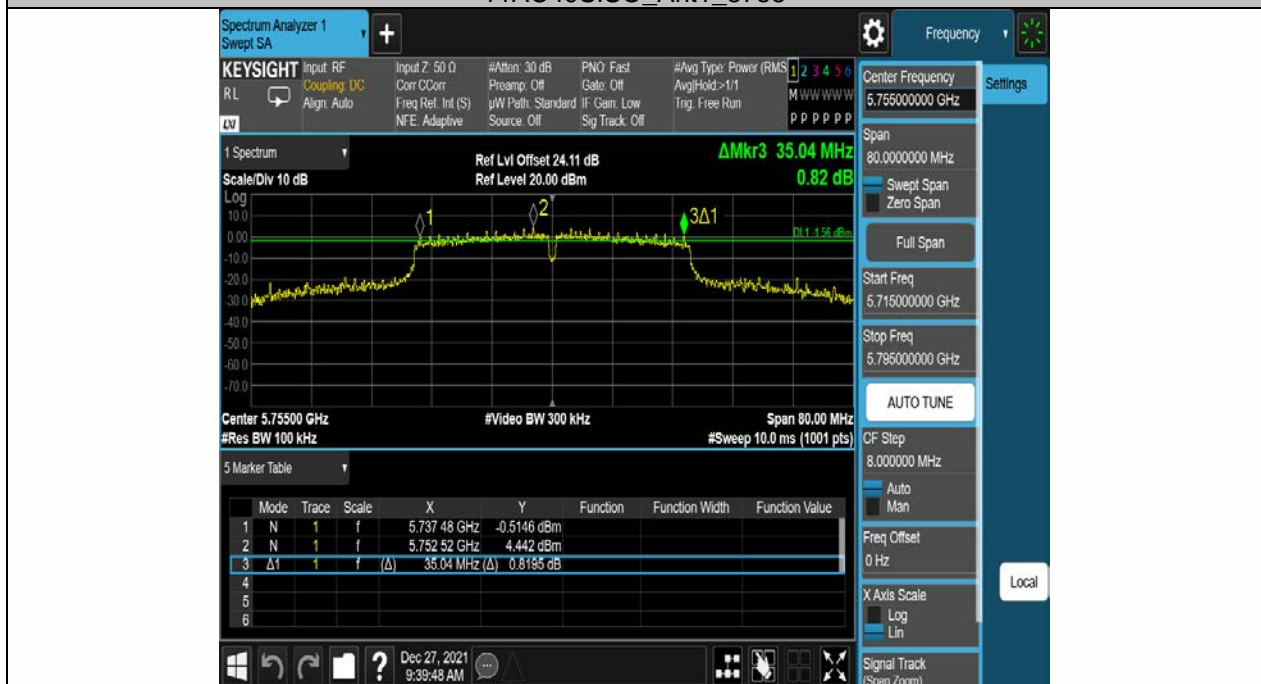 Spectrum Analyzer 1
Swept SA
+
Frequency
KEYSIGHT
RL
LXI
Input: RF
Coupling: DC
Align: Auto
Input Z: 50 Ω
Corr CCorr
Freq Ref: Int (S)
NFE: Adaptive
#Atten: 30 dB
Preamp: Off
µW Path: Standard
Source: Off
PNO: Fast
Gate: Off
IF Gain: Low
Sig Track: Off
#Avg Type: Power (RMS
Avg|Hold:>1/1
Trig: Free Run
1 2 3 4 5 6
M W W W W W
P P P P P P
Center Frequency
5.755000000 GHz
Settings
1 Spectrum
Scale/Div 10 dB
Ref Lvl Offset 24.11 dB
Ref Level 20.00 dBm
ΔMkr3 35.04 MHz
0.82 dB
Log
10.0
0.00
-10.0
-20.0
-30.0
-40.0
-50.0
-60.0
-70.0
1
2
3Δ1
DL1 -1.56 dBm
Center 5.75500 GHz
#Res BW 100 kHz
#Video BW 300 kHz
Span 80.00 MHz
#Sweep 10.0 ms (1001 pts)
Span
80.0000000 MHz
Swept Span
Zero Span
Full Span
Start Freq
5.715000000 GHz
Stop Freq
5.795000000 GHz
AUTO TUNE
CF Step
8.000000 MHz
Auto
Man
Freq Offset
0 Hz
X Axis Scale
Log
Lin
Signal Track
(Span Zoom)
Local
5 Marker Table
Mode Trace Scale X Y Function Function Width Function Value
1 N 1 f 5.737 48 GHz -0.5146 dBm
2 N 1 f 5.752 52 GHz 4.442 dBm
3 Δ1 1 f (Δ) 35.04 MHz (Δ) 0.8195 dB
4
5
6
?
Dec 27, 2021
9:39:48 AM